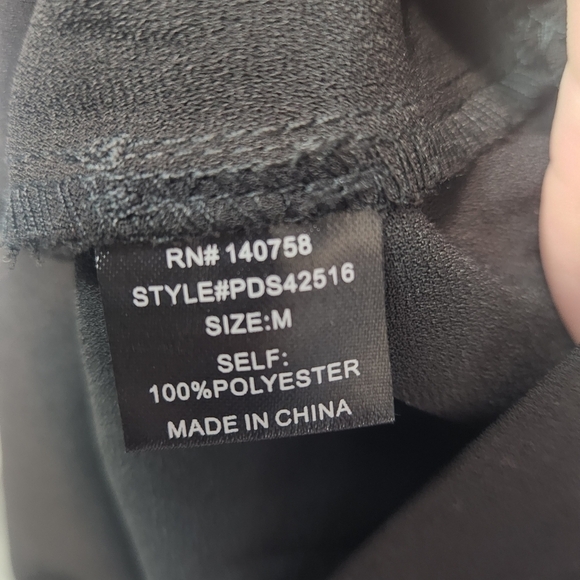 RN# 140758
STYLE#PDS42516
SIZE:M
SELF:
100%POLYESTER
MADE IN CHINA